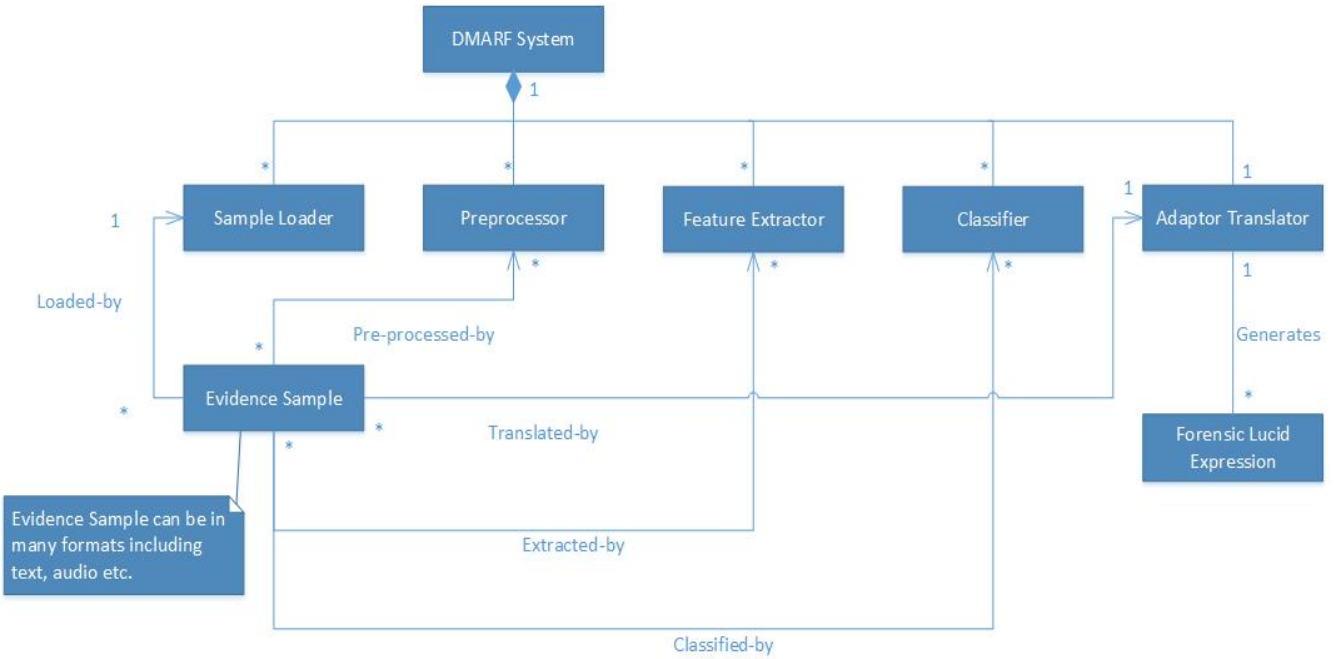 DMARF System
1
*
*
*
*
1
1
1
Sample Loader
Preprocessor
Feature Extractor
Classifier
Adaptor Translator
*
*
*
1
Loaded-by
Pre-processed-by
Generates
*
Evidence Sample
*
*
*
*
Translated-by
Forensic Lucid
Expression
Evidence Sample can be in
many formats including
text, audio etc.
Extracted-by
Classified-by